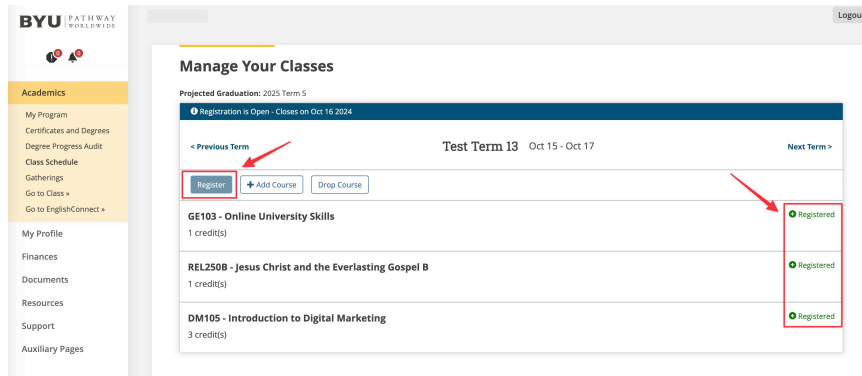 BYU PATHWAY
WORLDWIDE
0 0
Academics
My Program
Certificates and Degrees
Degree Progress Audit
Class Schedule
Gatherings
Go to Class »
Go to EnglishConnect »
My Profile
Finances
Documents
Resources
Support
Auxiliary Pages
Logou
Manage Your Classes
Projected Graduation: 2025 Term 5
Registration is Open - Closes on Oct 16 2024
< Previous Term
Test Term 13 Oct 15 - Oct 17
Next Term >
Register
Add Course
Drop Course
GE103 - Online University Skills
Registered
1 credit(s)
REL250B - Jesus Christ and the Everlasting Gospel B
Registered
1 credit(s)
DM105 - Introduction to Digital Marketing
Registered
3 credit(s)